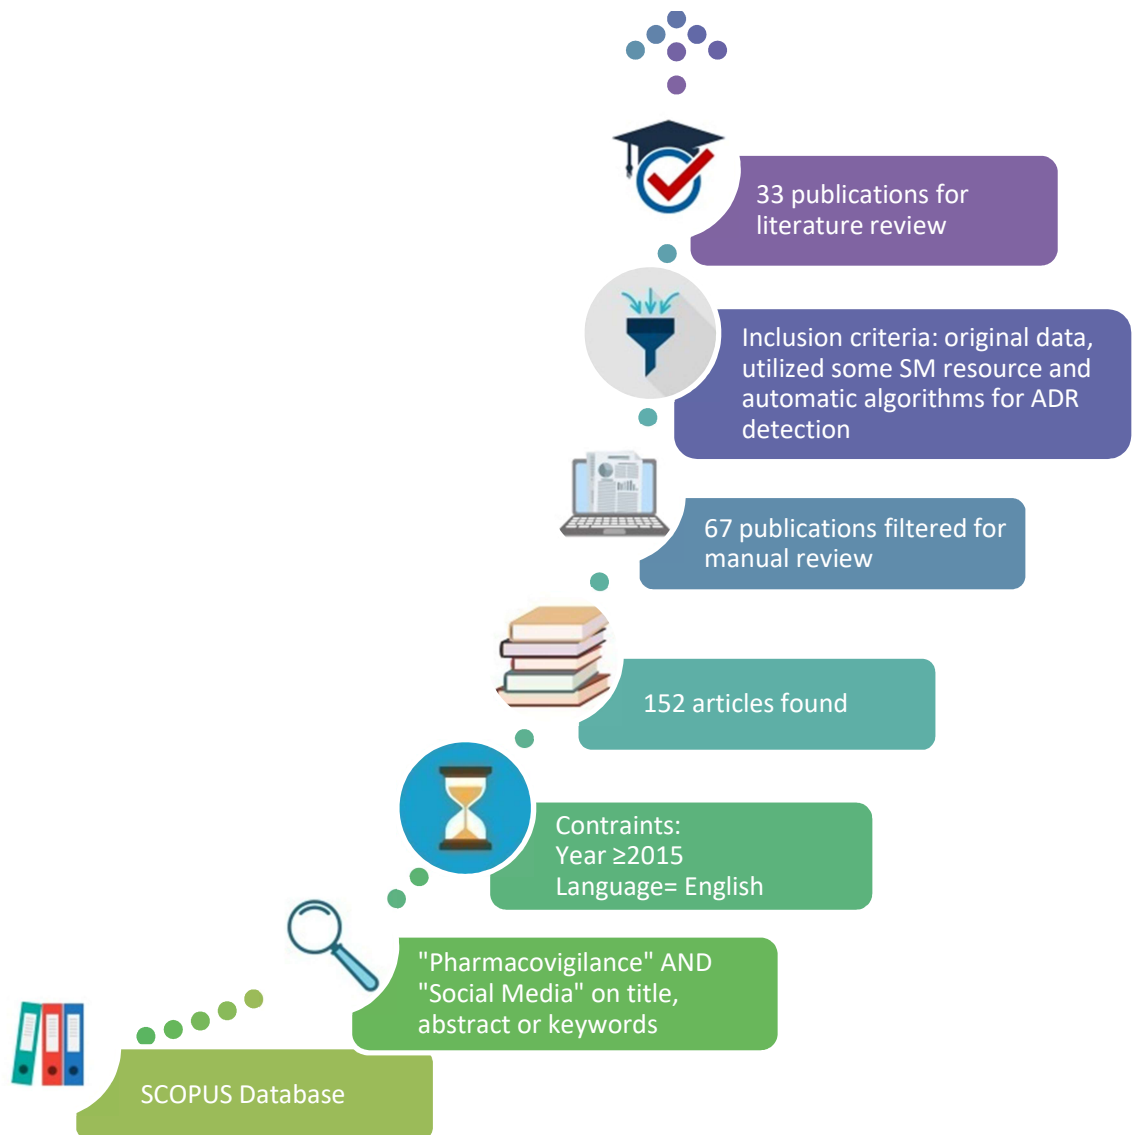 33 publications for
literature review
Inclusion criteria: original data,
utilized some SM resource and
automatic algorithms for ADR
detection
67 publications filtered for
manual review
152 articles found
Contraints:
Year ≥2015
Language= English
"Pharmacovigilance" AND
"Social Media" on title,
abstract or keywords
SCOPUS Database